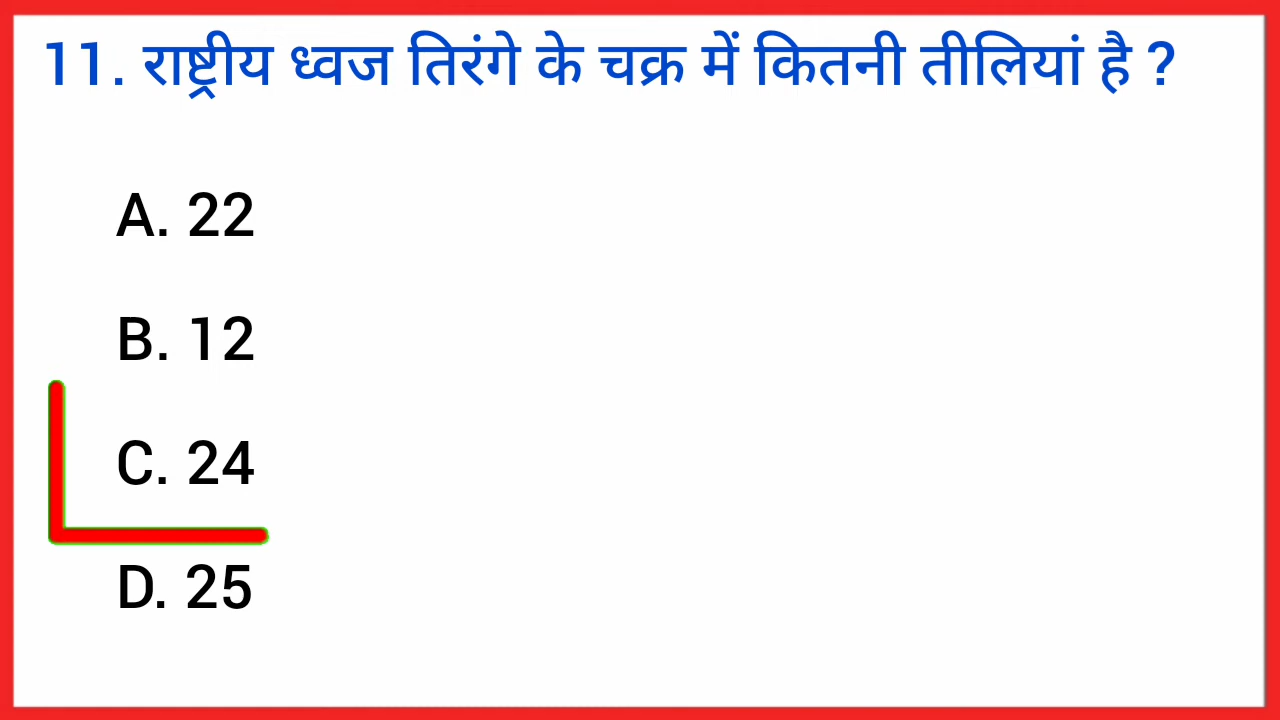 11. राष्ट्रीय ध्वज तिरंगे के चक्र में कितनी तीलियां है ?
A. 22
B. 12
C. 24
D. 25